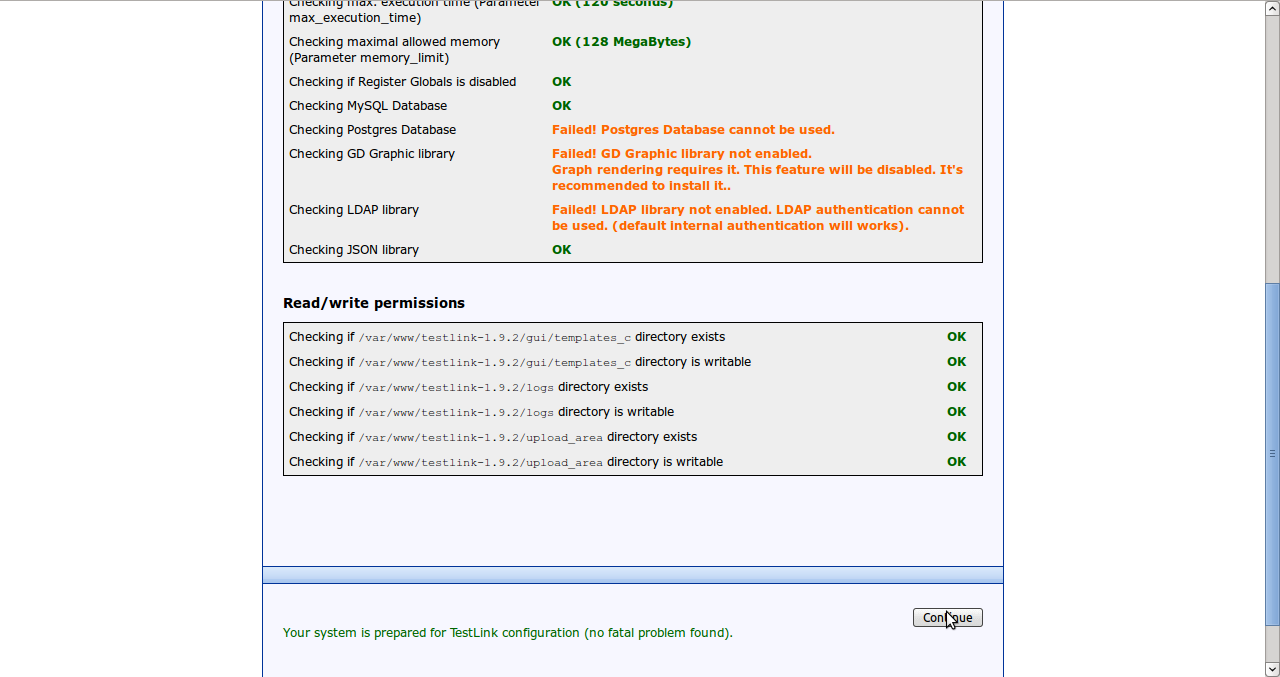 Checking max. execution time (Parameter OK (120 seconds)
max_execution_time)
Checking maximal allowed memory OK (128 MegaBytes)
(Parameter memory_limit)
Checking if Register Globals is disabled OK
Checking MySQL Database OK
Checking Postgres Database Failed! Postgres Database cannot be used.
Checking GD Graphic library Failed! GD Graphic library not enabled.
Graph rendering requires it. This feature will be disabled. It's
recommended to install it..
Checking LDAP library Failed! LDAP library not enabled. LDAP authentication cannot
be used. (default internal authentication will works).
Checking JSON library OK
Read/write permissions
Checking if /var/www/testlink-1.9.2/gui/templates_c directory exists OK
Checking if /var/www/testlink-1.9.2/gui/templates_c directory is writable OK
Checking if /var/www/testlink-1.9.2/logs directory exists OK
Checking if /var/www/testlink-1.9.2/logs directory is writable OK
Checking if /var/www/testlink-1.9.2/upload_area directory exists OK
Checking if /var/www/testlink-1.9.2/upload_area directory is writable OK
Continue
Your system is prepared for TestLink configuration (no fatal problem found).